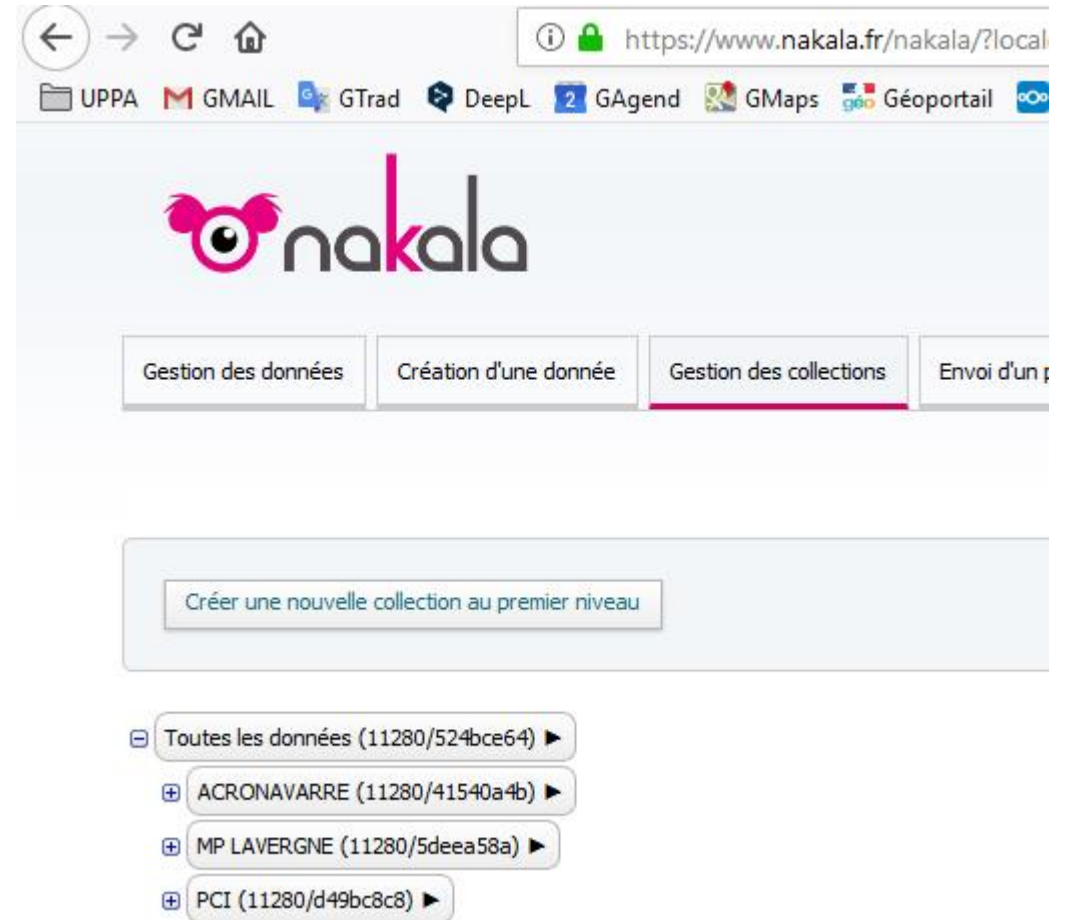 https://www.nakala.fr/nakala/?local
UPPA GMAIL GTrad DeepL 2 GAgend GMaps géo Géoportail
nakala
Gestion des données Création d'une donnée Gestion des collections Envoi d'un p
Créer une nouvelle collection au premier niveau
Toutes les données (11280/524bce64)
ACRONAVARRE (11280/41540a4b)
MP LAVERGNE (11280/5deea58a)
PCI (11280/d49bc8c8)